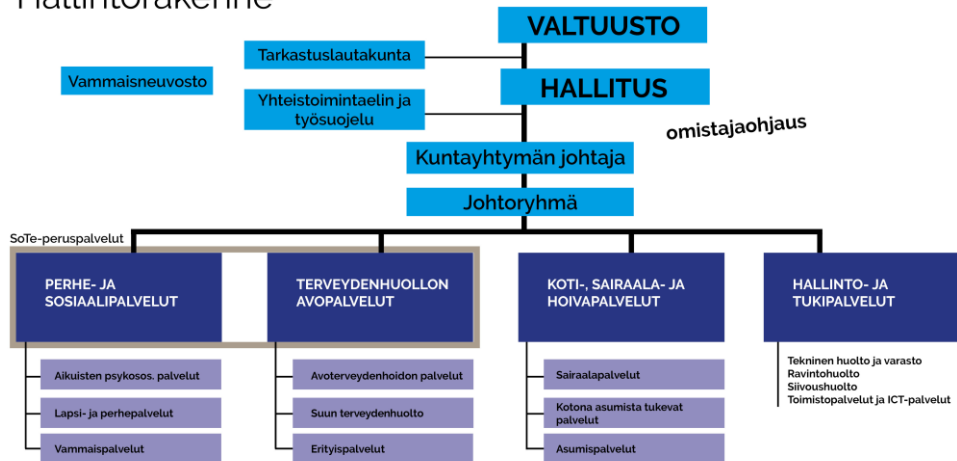 Hallintorakenne
VALTUUSTO
Tarkastuslautakunta
Vammaisneuvosto
HALLITUS
Yhteistoimintaelin ja
työsuojelu
omistajaohjaus
Kuntayhtymän johtaja
Johtoryhmä
SoTe-peruspalvelut
PERHE- JA
SOSIAALIPALVELUT
TERVEYDENHUOLLON
AVOPALVELUT
KOTI-, SAIRAALA- JA
HOIVAPALVELUT
HALLINTO- JA
TUKIPALVELUT
Aikuisten psykosos. palvelut
Lapsi- ja perhepalvelut
Vammaispalvelut
Avoterveydenhoidon palvelut
Suun terveydenhuolto
Erityispalvelut
Sairaalapalvelut
Kotona asumista tukevat
palvelut
Asumispalvelut
Tekninen huolto ja varasto
Ravintohuolto
Siivoushuolto
Toimistopalvelut ja ICT-palvelut